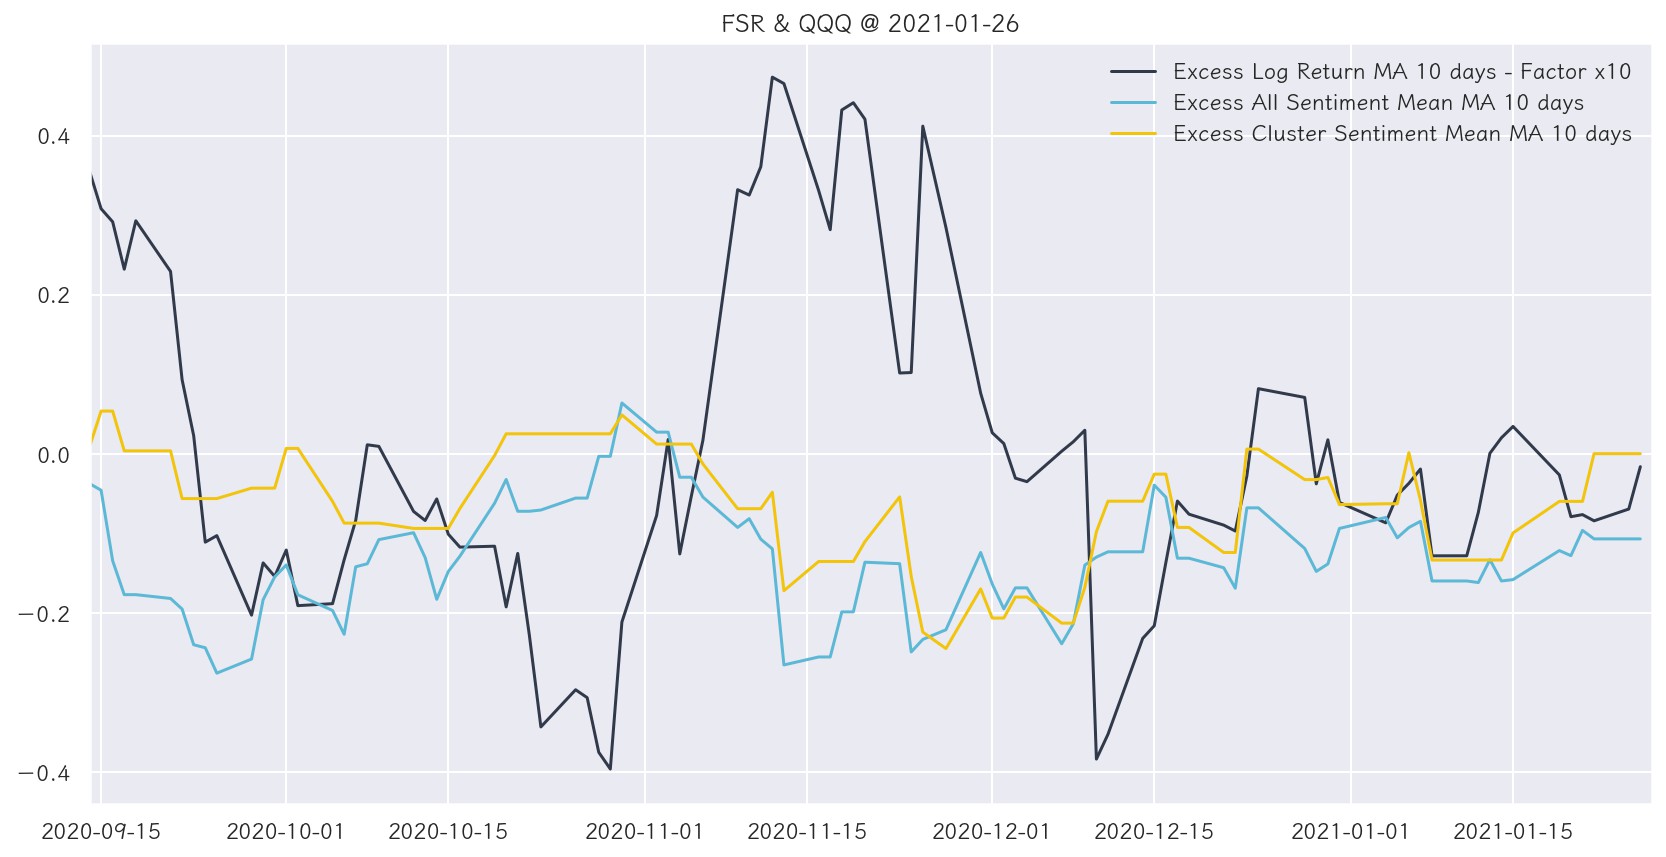 FSR & QQQ @ 2021-01-26
Excess Log Return MA 10 days - Factor x10
Excess All Sentiment Mean MA 10 days
Excess Cluster Sentiment Mean MA 10 days
0.4
0.2
0.0
−0.2
−0.4
2020-09-15 2020-10-01 2020-10-15 2020-11-01 2020-11-15 2020-12-01 2020-12-15 2021-01-01 2021-01-15